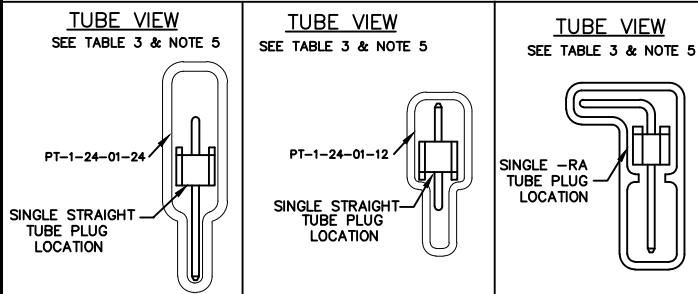 TUBE VIEW
SEE TABLE 3 & NOTE 5
PT-1-24-01-24
SINGLE STRAIGHT
TUBE PLUG
LOCATION
TUBE VIEW
SEE TABLE 3 & NOTE 5
PT-1-24-01-12
SINGLE STRAIGHT
TUBE PLUG
LOCATION
TUBE VIEW
SEE TABLE 3 & NOTE 5
SINGLE -RA
TUBE PLUG
LOCATION